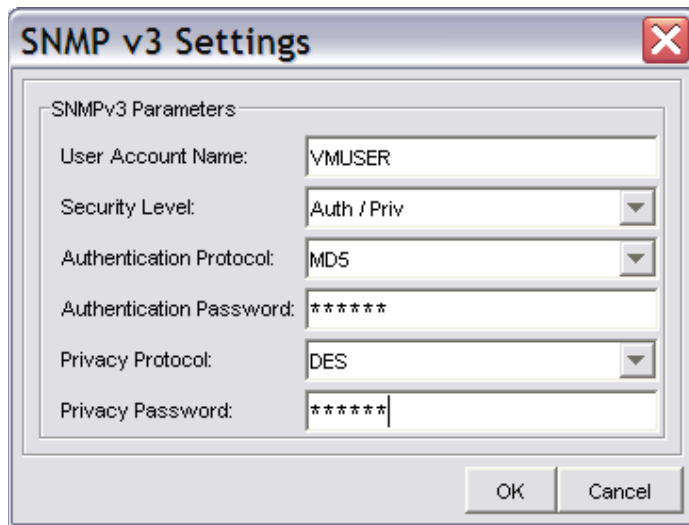 SNMP v3 Settings
SNMPv3 Parameters
User Account Name: VMUSER
Security Level: Auth / Priv
Authentication Protocol: MD5
Authentication Password: ******
Privacy Protocol: DES
Privacy Password: ******
OK Cancel